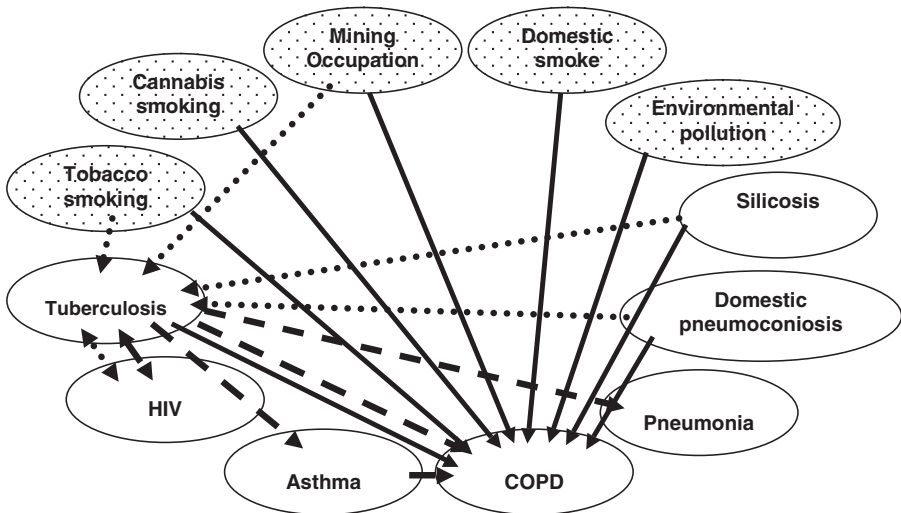 Mining
Occupation
Domestic
smoke
Cannabis
smoking
Environmental
pollution
Tobacco
smoking
Silicosis
Tuberculosis
Domestic
pneumoconiosis
HIV
Pneumonia
Asthma
COPD